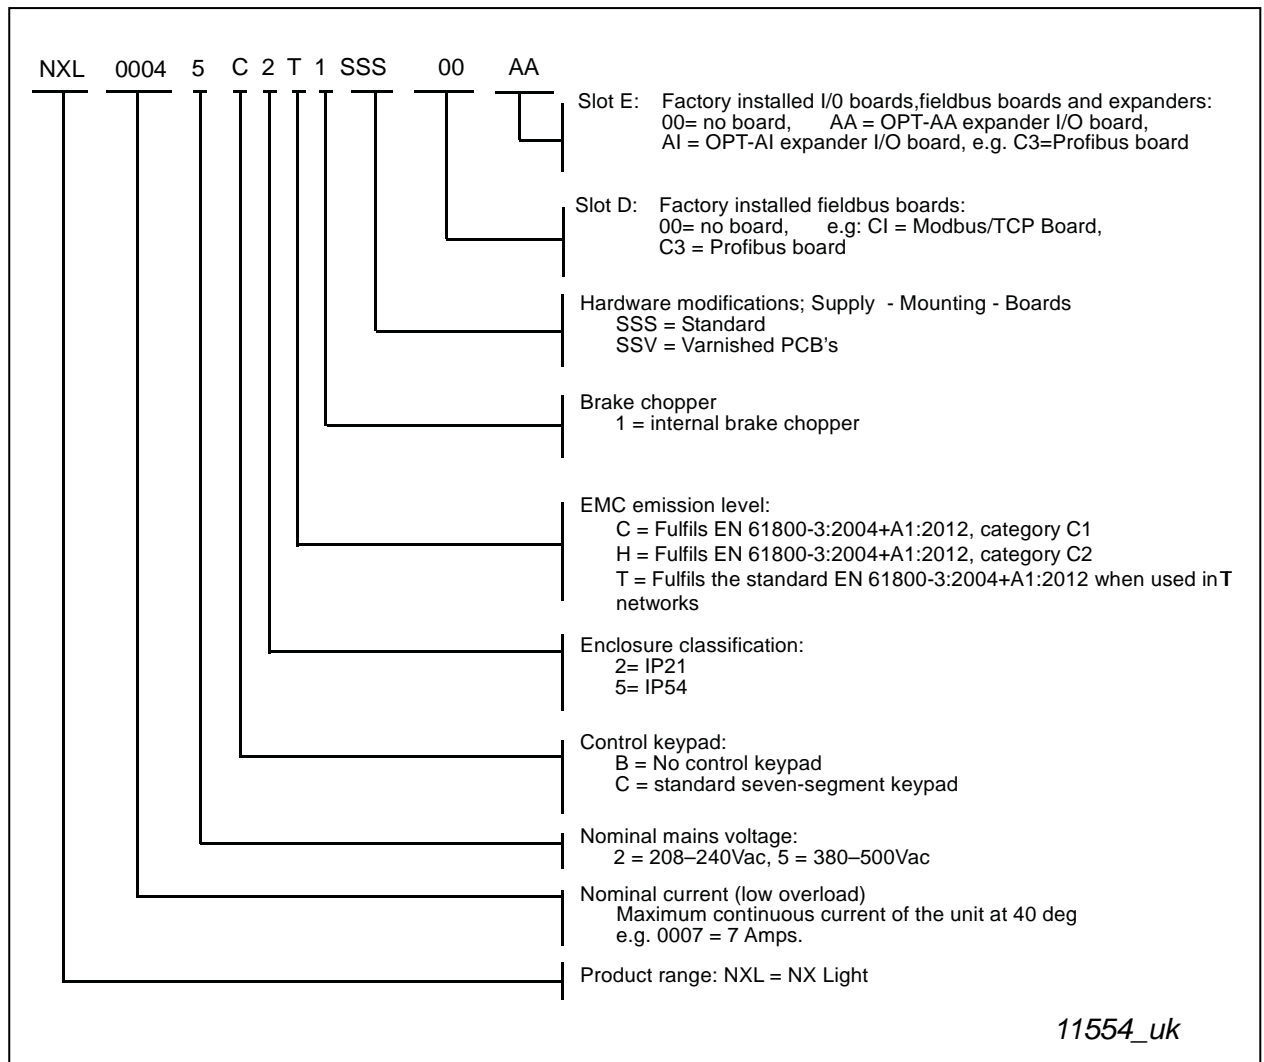 NXL 0004 5 C 2 T 1 SSS 00 AA
Slot E: Factory installed I/0 boards,fieldbus boards and expanders:
00= no board, AA = OPT-AA expander I/O board,
AI = OPT-AI expander I/O board, e.g. C3=Profibus board
Slot D: Factory installed fieldbus boards:
00= no board, e.g: CI = Modbus/TCP Board,
C3 = Profibus board
Hardware modifications; Supply - Mounting - Boards
SSS = Standard
SSV = Varnished PCB's
Brake chopper
1 = internal brake chopper
EMC emission level:
C = Fulfils EN 61800-3:2004+A1:2012, category C1
H = Fulfils EN 61800-3:2004+A1:2012, category C2
T = Fulfils the standard EN 61800-3:2004+A1:2012 when used in T
networks
Enclosure classification:
2= IP21
5= IP54
Control keypad:
B = No control keypad
C = standard seven-segment keypad
Nominal mains voltage:
2 = 208–240Vac, 5 = 380–500Vac
Nominal current (low overload)
Maximum continuous current of the unit at 40 deg
e.g. 0007 = 7 Amps.
Product range: NXL = NX Light
11554_uk